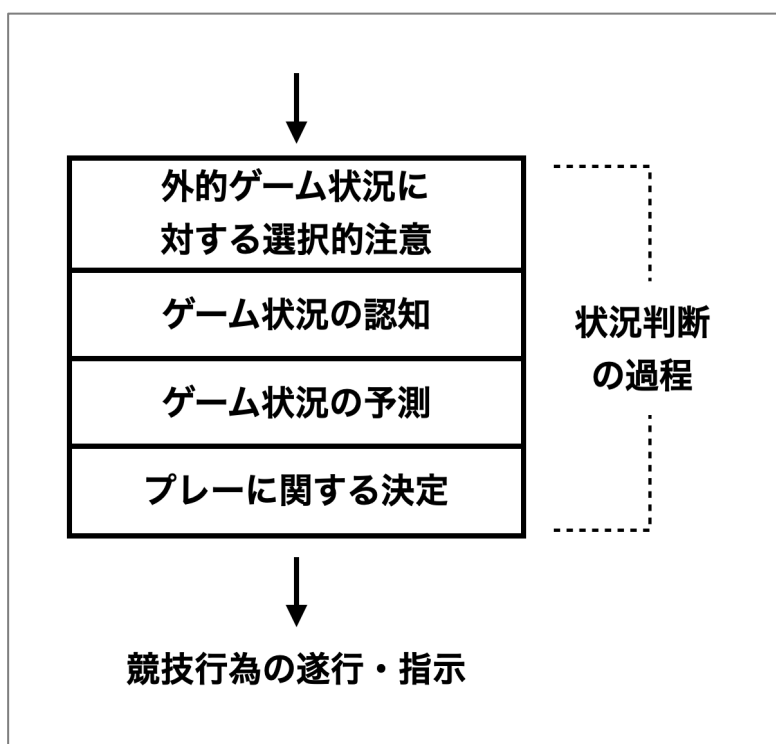 外的ゲーム状況に
対する選択的注意
ゲーム状況の認知
ゲーム状況の予測
プレーに関する決定
状況判断
の過程
競技行為の遂行・指示